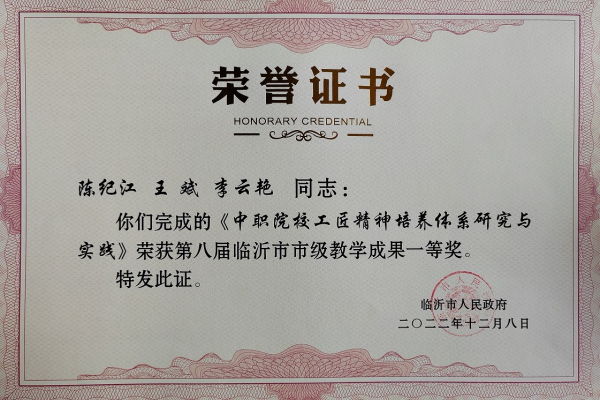 荣誉证书
HONORARY CREDENTIAL
陈纪江 王 斌 李云艳 同志：
你们完成的《中职院校工匠精神培养体系研究与
实践》荣获第八届临沂市市级教学成果一等奖。
特发此证。
临沂市人民政府
二〇二二年十二月八日